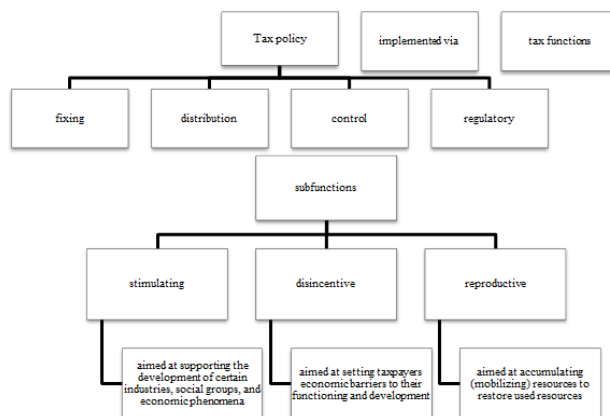 Tax policy
implemented via
tax functions
fixing
distribution
control
regulatory
subfunctions
stimulating
disincentive
reproductive
aimed at supporting the
development of certain
industries, social groups, and
economic phenomena
aimed at setting taxpayers
economic barriers to their
functioning and development
aimed at accumulating
(mobilizing) resources to
restore used resources